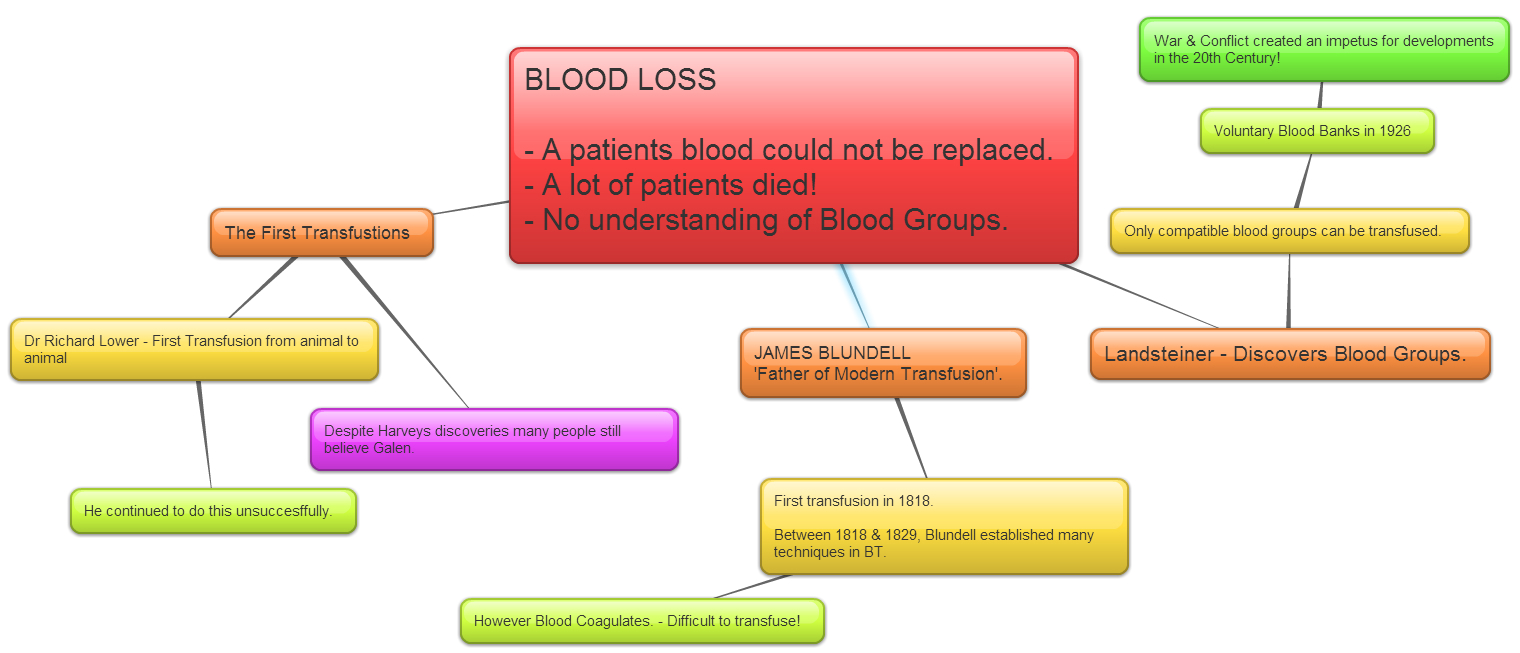 BLOOD LOSS
- A patients blood could not be replaced.
- A lot of patients died!
- No understanding of Blood Groups.
The First Transfustions
Dr Richard Lower - First Transfusion from animal to
animal
He continued to do this unsuccesffully.
Despite Harveys discoveries many people still
believe Galen.
JAMES BLUNDELL
'Father of Modern Transfusion'.
First transfusion in 1818.
Between 1818 & 1829, Blundell established many
techniques in BT.
However Blood Coagulates. - Difficult to transfuse!
Landsteiner - Discovers Blood Groups.
Only compatible blood groups can be transfused.
Voluntary Blood Banks in 1926
War & Conflict created an impetus for developments
in the 20th Century!